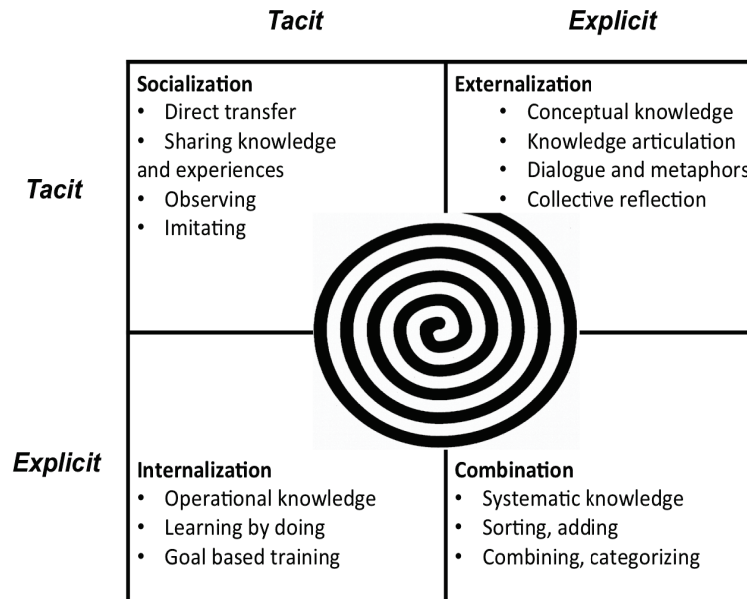 Tacit
Explicit
Tacit
Socialization
• Direct transfer
• Sharing knowledge
and experiences
• Observing
• Imitating
Externalization
• Conceptual knowledge
• Knowledge articulation
• Dialogue and metaphors
• Collective reflection
Explicit
Internalization
• Operational knowledge
• Learning by doing
• Goal based training
Combination
• Systematic knowledge
• Sorting, adding
• Combining, categorizing